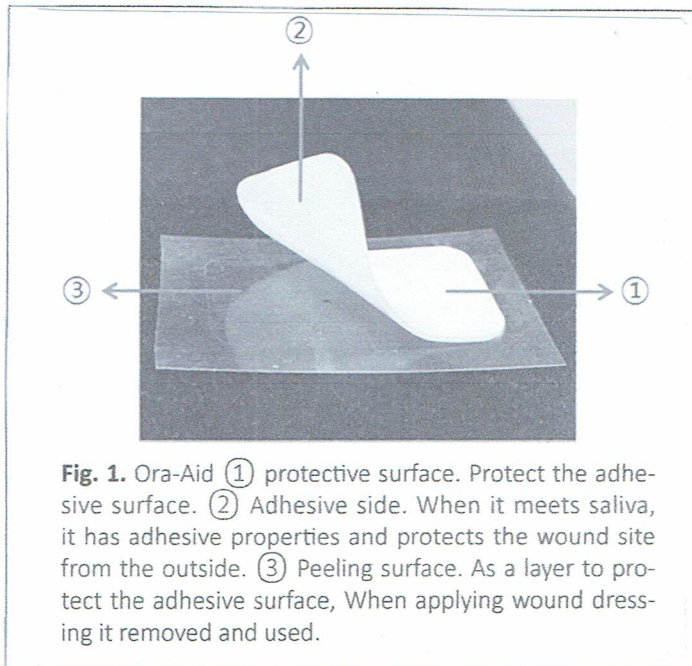 ②
③
①
Fig. 1. Ora-Aid ① protective surface. Protect the adhe-
sive surface. ② Adhesive side. When it meets saliva,
it has adhesive properties and protects the wound site
from the outside. ③ Peeling surface. As a layer to pro-
tect the adhesive surface, When applying wound dress-
ing it removed and used.